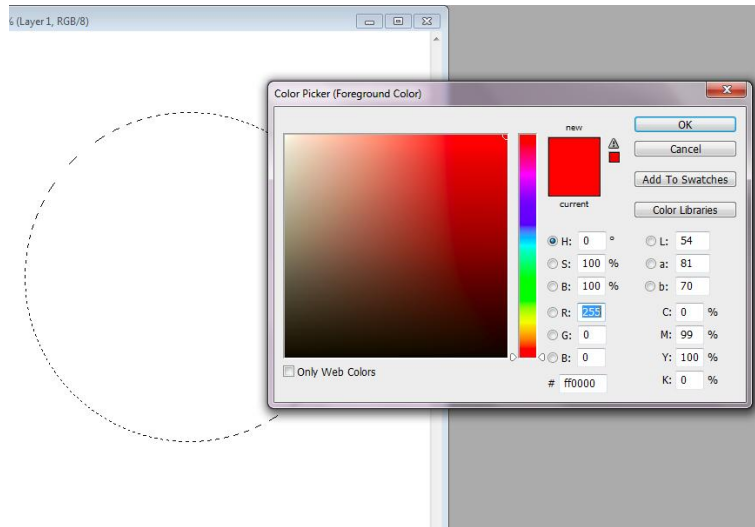 % (Layer 1, RGB/8)
Color Picker (Foreground Color)
new
current
OK
Cancel
Add To Swatches
Color Libraries
H: 0 °
S: 100 %
B: 100 %
R: 255
G: 0
B: 0
# ff0000
L: 54
a: 81
b: 70
C: 0 %
M: 99 %
Y: 100 %
K: 0 %
Only Web Colors